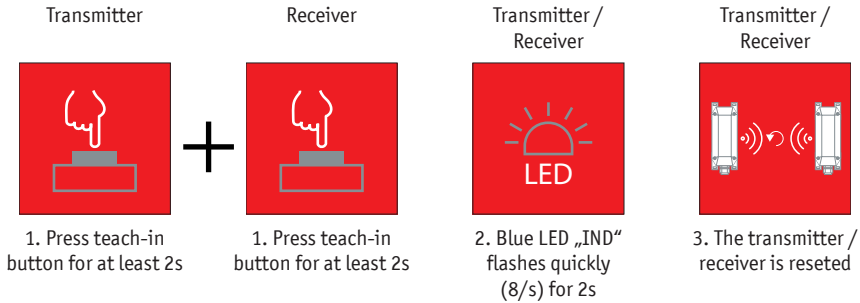 Transmitter
Receiver
Transmitter /
Receiver
Transmitter /
Receiver
LED
1. Press teach-in
button for at least 2s
1. Press teach-in
button for at least 2s
2. Blue LED „IND“
flashes quickly
(8/s) for 2s
3. The transmitter /
receiver is reseted